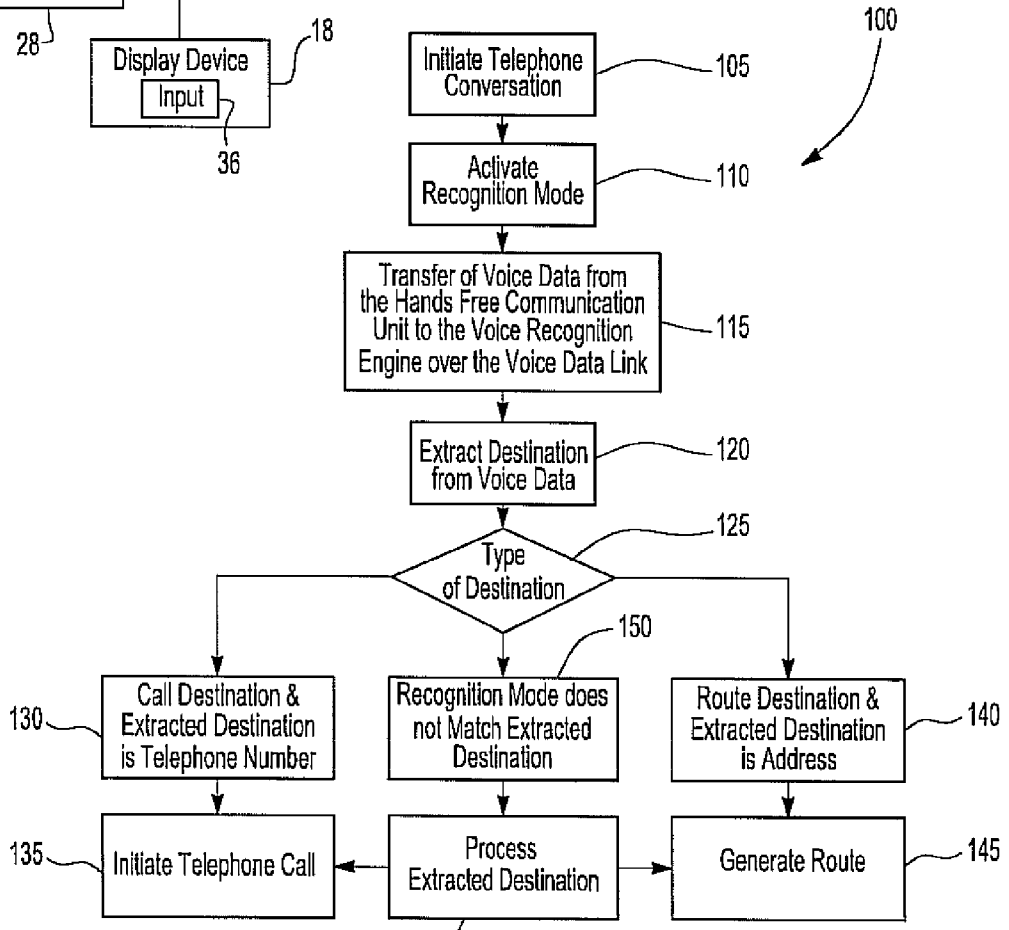 28
Display Device
18
Input
36
100
Initiate Telephone
Conversation
105
Activate
Recognition Mode
110
Transfer of Voice Data from
the Hands Free Communication
Unit to the Voice Recognition
Engine over the Voice Data Link
115
Extract Destination
from Voice Data
120
Type
of Destination
125
150
130
Call Destination &
Extracted Destination
is Telephone Number
Recognition Mode does
not Match Extracted
Destination
Route Destination &
Extracted Destination
is Address
140
135
Initiate Telephone Call
Process
Extracted Destination
Generate Route
145